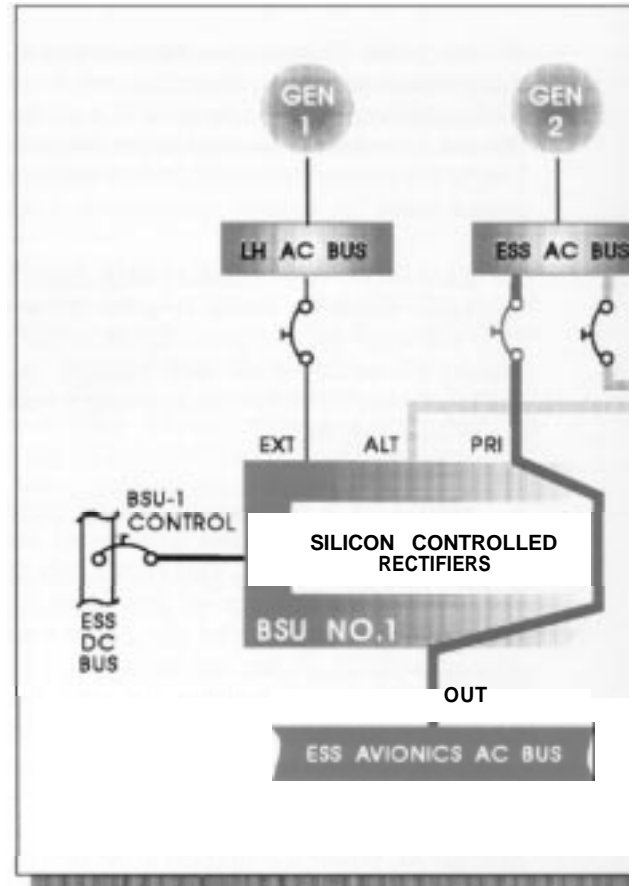 GEN
1
GEN
2
LH AC BUS
ESS AC BUS
EXT
ALT
PRI
BSU-1
CONTROL
SILICON CONTROLLED
RECTIFIERS
ESS
DC
BUS
BSU NO.1
OUT
ESS AVIONICS AC BUS